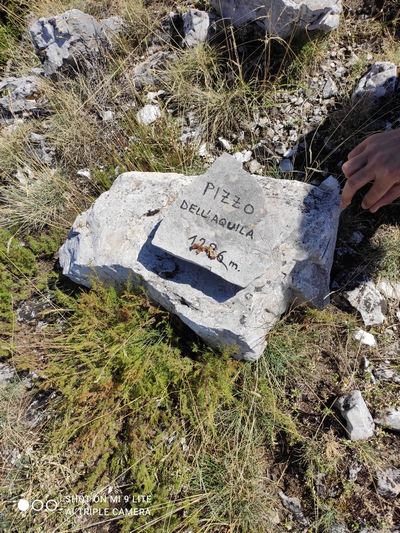 PIZZO
DELL'AQUILA
1286 m.
SHOT ON MI 9 LITE
AI TRIPLE CAMERA